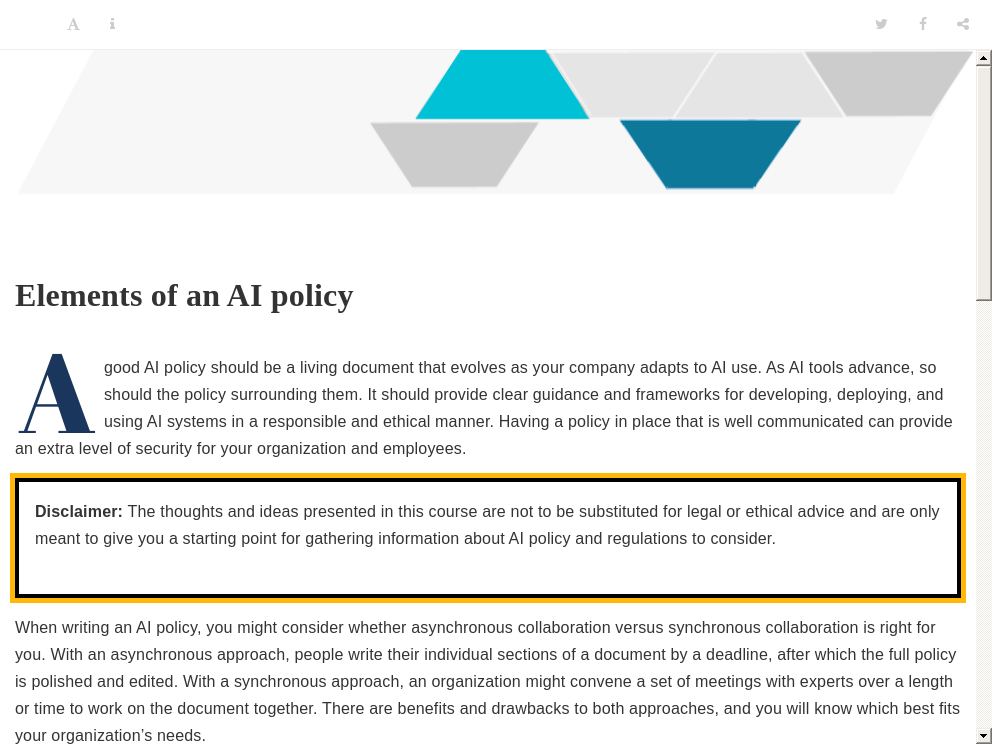 Elements of an AI policy
A good AI policy should be a living document that evolves as your company adapts to AI use. As AI tools advance, so
should the policy surrounding them. It should provide clear guidance and frameworks for developing, deploying, and
using AI systems in a responsible and ethical manner. Having a policy in place that is well communicated can provide
an extra level of security for your organization and employees.
Disclaimer: The thoughts and ideas presented in this course are not to be substituted for legal or ethical advice and are only
meant to give you a starting point for gathering information about AI policy and regulations to consider.
When writing an AI policy, you might consider whether asynchronous collaboration versus synchronous collaboration is right for
you. With an asynchronous approach, people write their individual sections of a document by a deadline, after which the full policy
is polished and edited. With a synchronous approach, an organization might convene a set of meetings with experts over a length
or time to work on the document together. There are benefits and drawbacks to both approaches, and you will know which best fits
your organization’s needs.